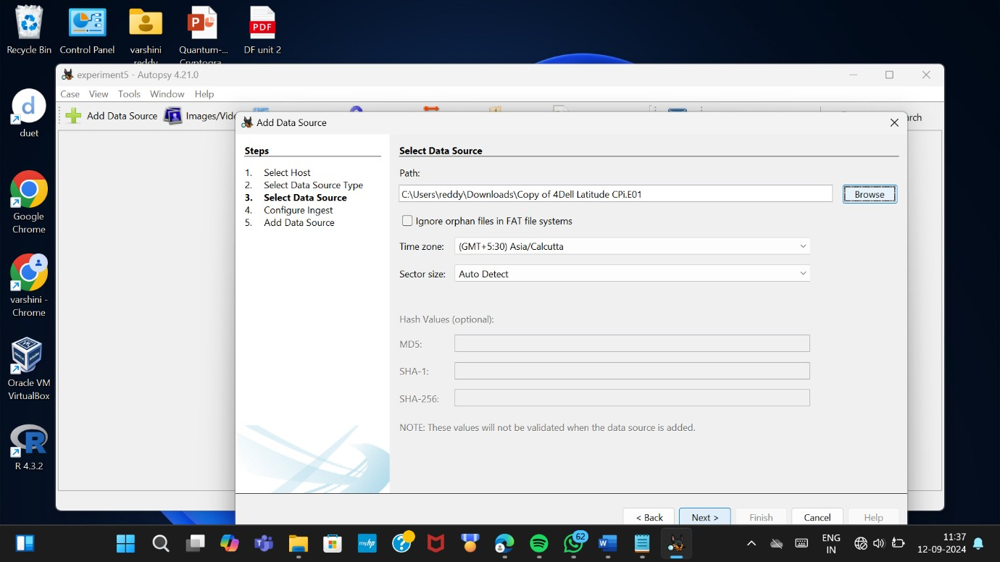 Recycle Bin
Control Panel
varshini
reddy
Quantum-...
Cryptogra...
PDF
DF unit 2
experiment5 - Autopsy 4.21.0
Case View Tools Window Help
Add Data Source
Images/Vide
arch
d
duet
Google
Chrome
varshini -
Chrome
Oracle VM
VirtualBox
R 4.3.2
Add Data Source
Steps
1. Select Host
2. Select Data Source Type
3. Select Data Source
4. Configure Ingest
5. Add Data Source
Select Data Source
Path:
C:\Users\reddy\Downloads\Copy of 4Dell Latitude CPi.E01
Browse
Ignore orphan files in FAT file systems
Time zone: (GMT+5:30) Asia/Calcutta
Sector size: Auto Detect
Hash Values (optional):
MD5:
SHA-1:
SHA-256:
NOTE: These values will not be validated when the data source is added.
< Back Next > Finish Cancel Help
myhp
62
ENG
IN
11:37
12-09-2024